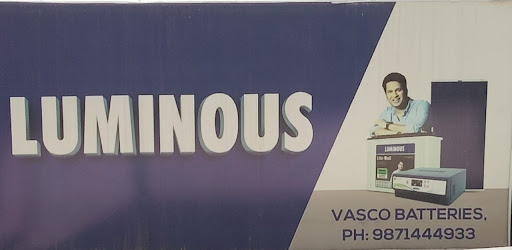 LUMINOUS
LUMINOUS
VASCO BATTERIES,
PH: 9871444933